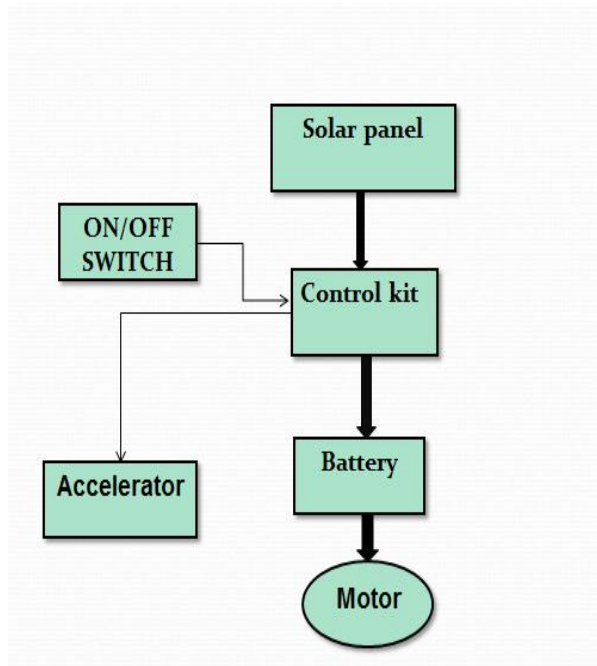 Solar panel
ON/OFF
SWITCH
Control kit
Accelerator
Battery
Motor